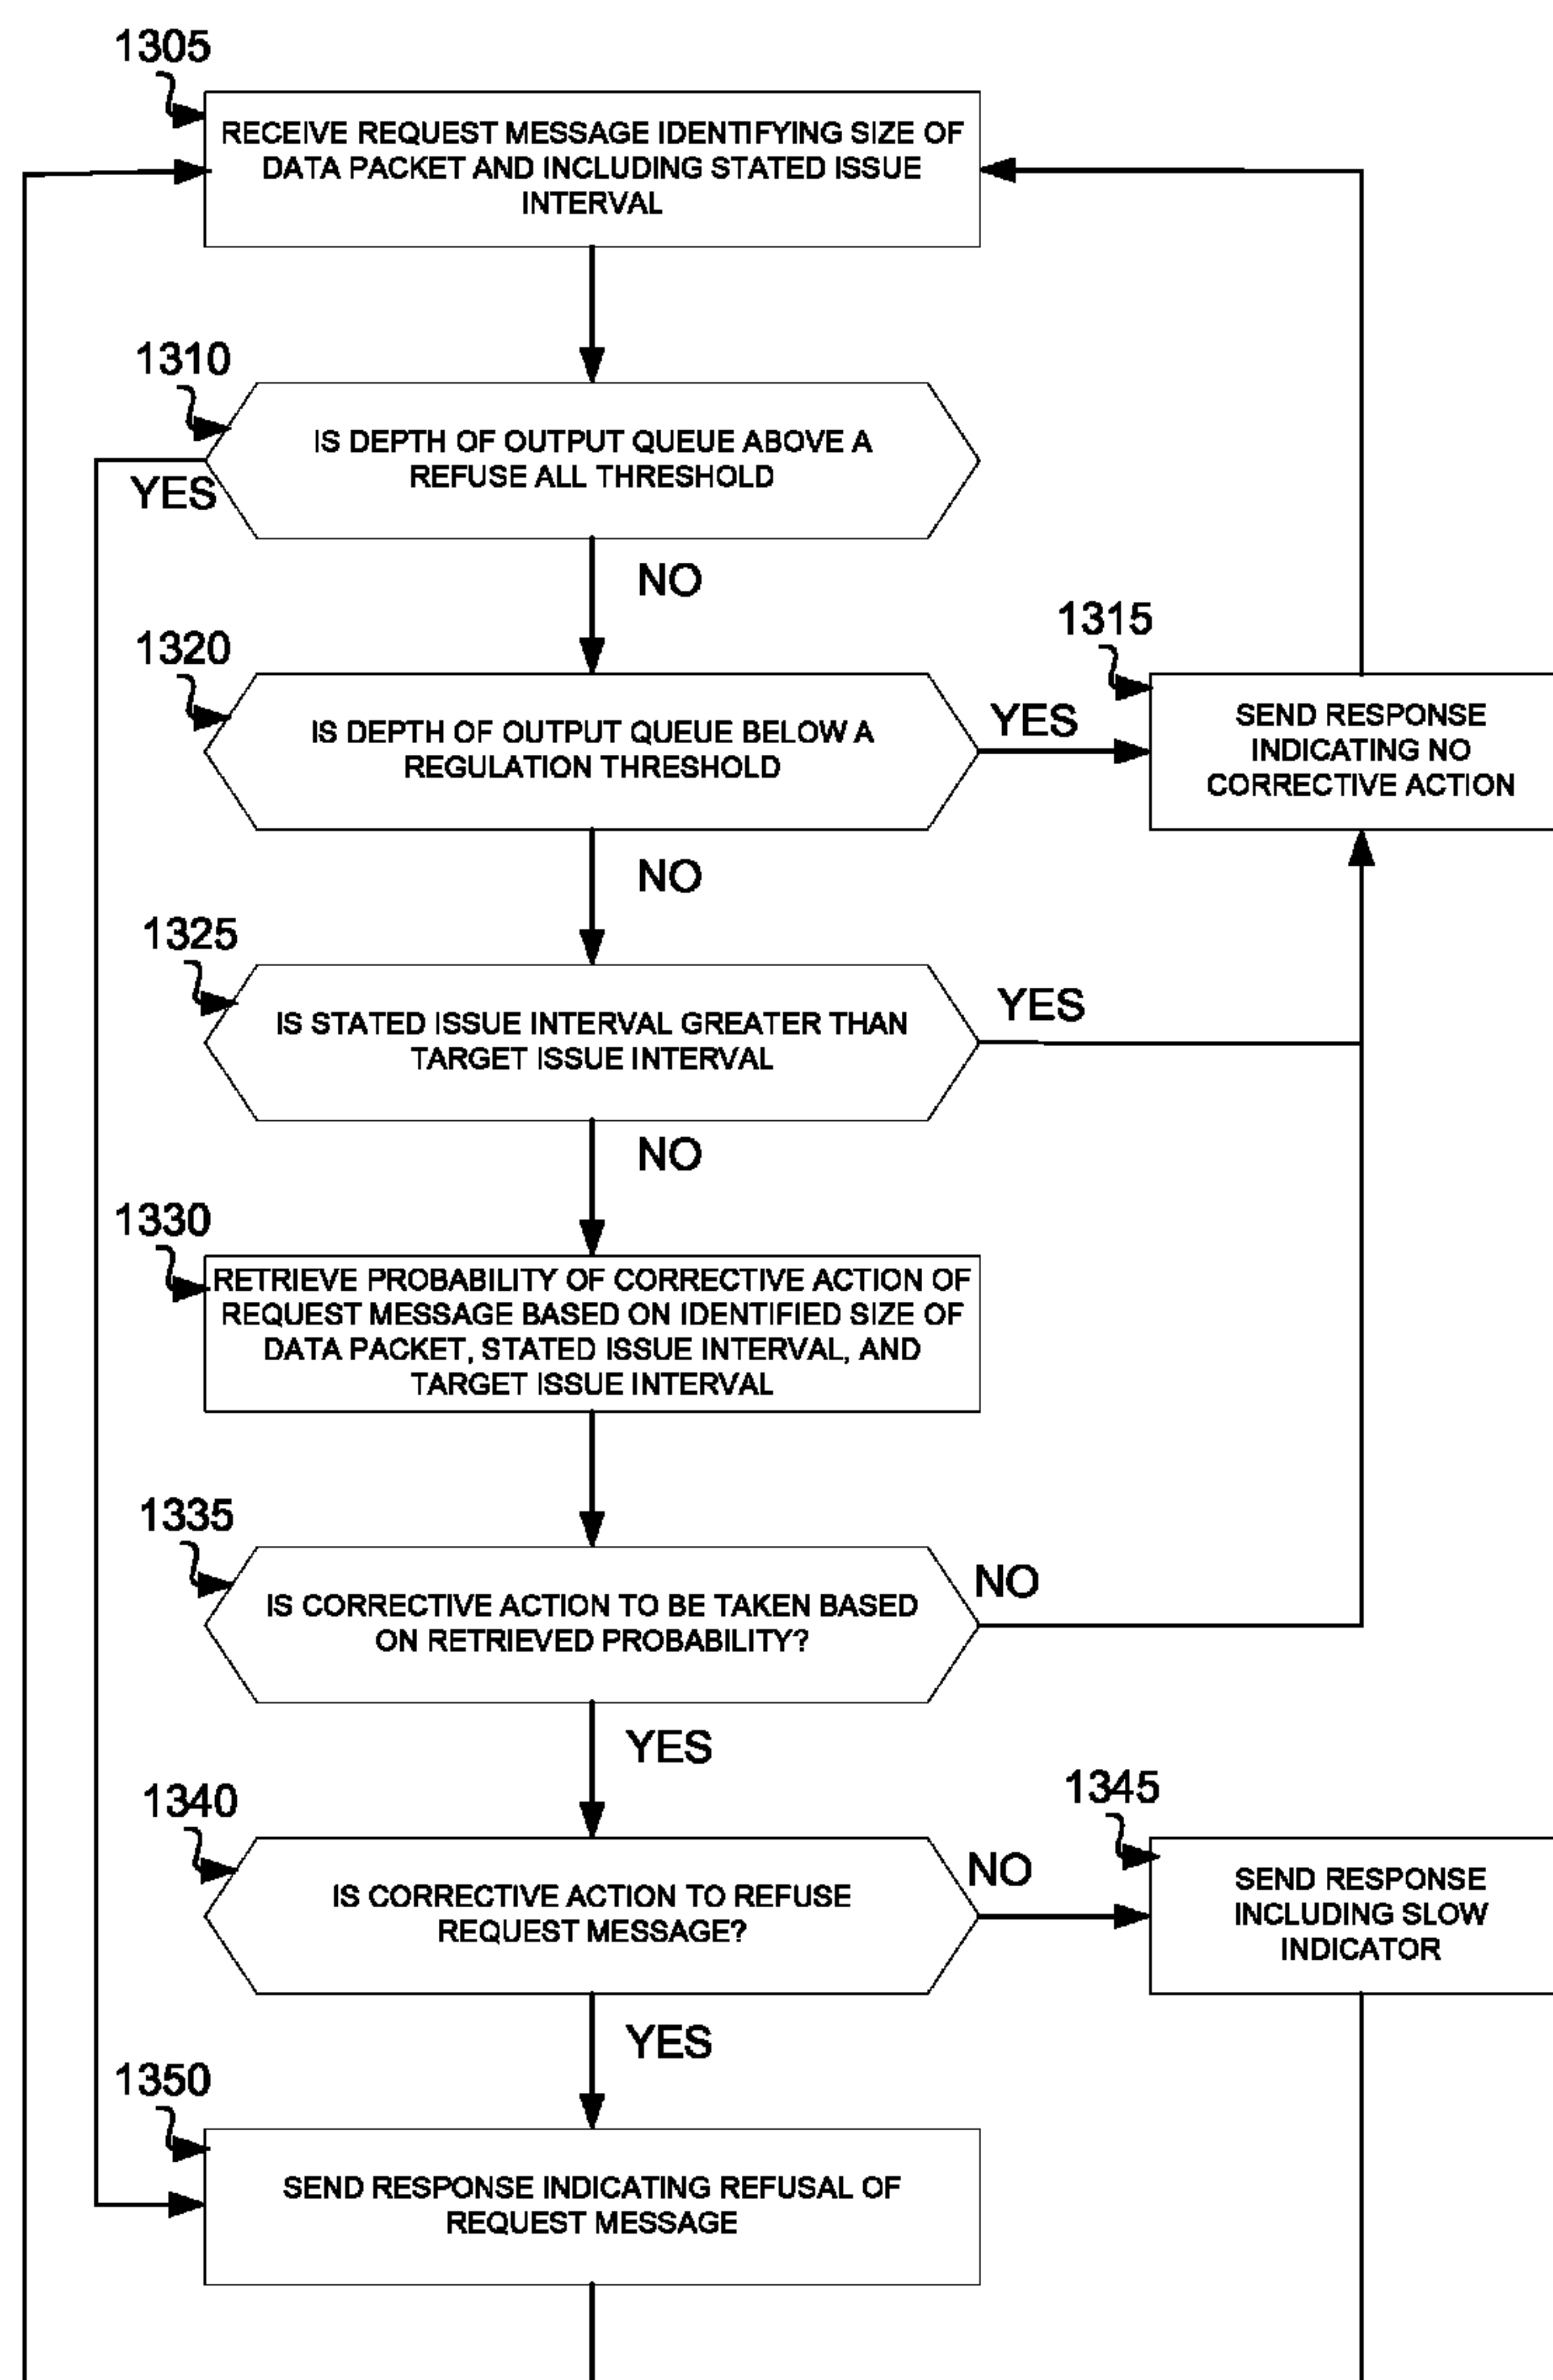 1305
RECEIVE REQUEST MESSAGE IDENTIFYING SIZE OF
DATA PACKET AND INCLUDING STATED ISSUE
INTERVAL
1310
IS DEPTH OF OUTPUT QUEUE ABOVE A
REFUSE ALL THRESHOLD
YES
NO
1320
IS DEPTH OF OUTPUT QUEUE BELOW A
REGULATION THRESHOLD
YES
1315
SEND RESPONSE
INDICATING NO
CORRECTIVE ACTION
NO
1325
IS STATED ISSUE INTERVAL GREATER THAN
TARGET ISSUE INTERVAL
YES
NO
1330
RETRIEVE PROBABILITY OF CORRECTIVE ACTION OF
REQUEST MESSAGE BASED ON IDENTIFIED SIZE OF
DATA PACKET, STATED ISSUE INTERVAL, AND
TARGET ISSUE INTERVAL
1335
IS CORRECTIVE ACTION TO BE TAKEN BASED
ON RETRIEVED PROBABILITY?
NO
YES
1340
IS CORRECTIVE ACTION TO REFUSE
REQUEST MESSAGE?
NO
1345
SEND RESPONSE
INCLUDING SLOW
INDICATOR
YES
1350
SEND RESPONSE INDICATING REFUSAL OF
REQUEST MESSAGE